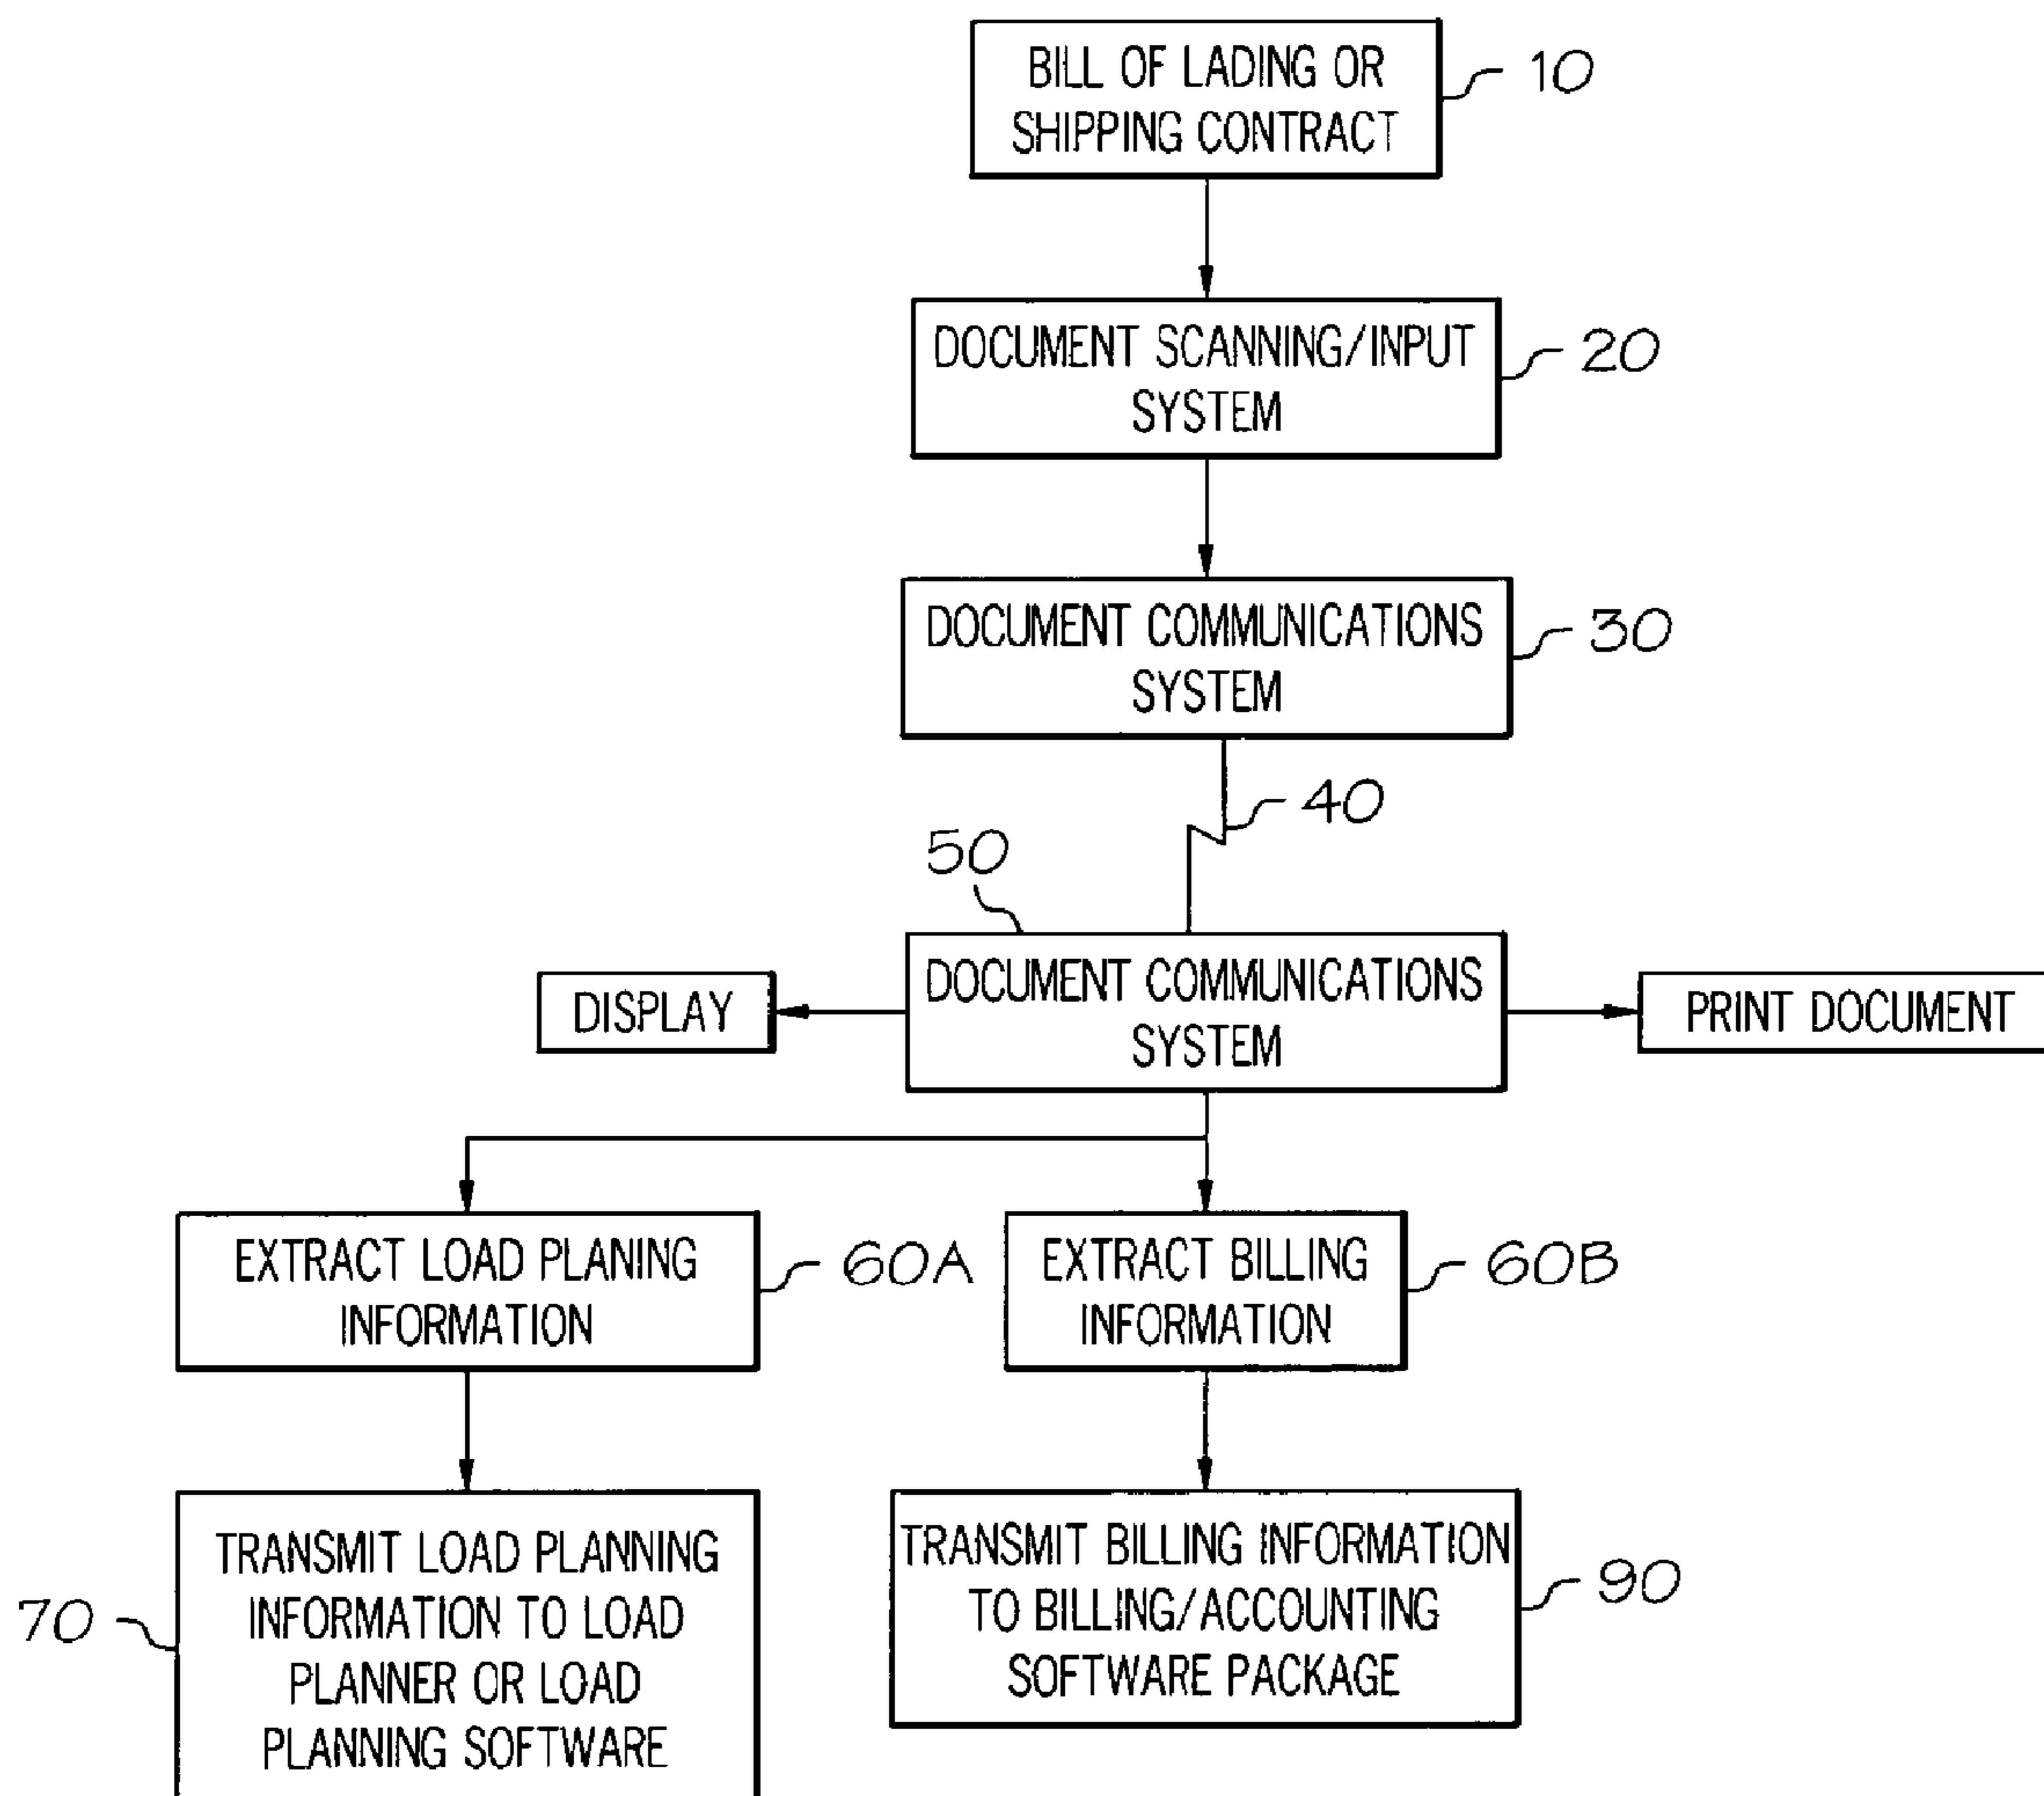 BILL OF LADING OR
SHIPPING CONTRACT
10
DOCUMENT SCANNING/INPUT
SYSTEM
20
DOCUMENT COMMUNICATIONS
SYSTEM
30
40
50
DISPLAY
DOCUMENT COMMUNICATIONS
SYSTEM
PRINT DOCUMENT
EXTRACT LOAD PLANING
INFORMATION
60A
EXTRACT BILLING
INFORMATION
60B
70
TRANSMIT LOAD PLANNING
INFORMATION TO LOAD
PLANNER OR LOAD
PLANNING SOFTWARE
TRANSMIT BILLING INFORMATION
TO BILLING/ACCOUNTING
SOFTWARE PACKAGE
90